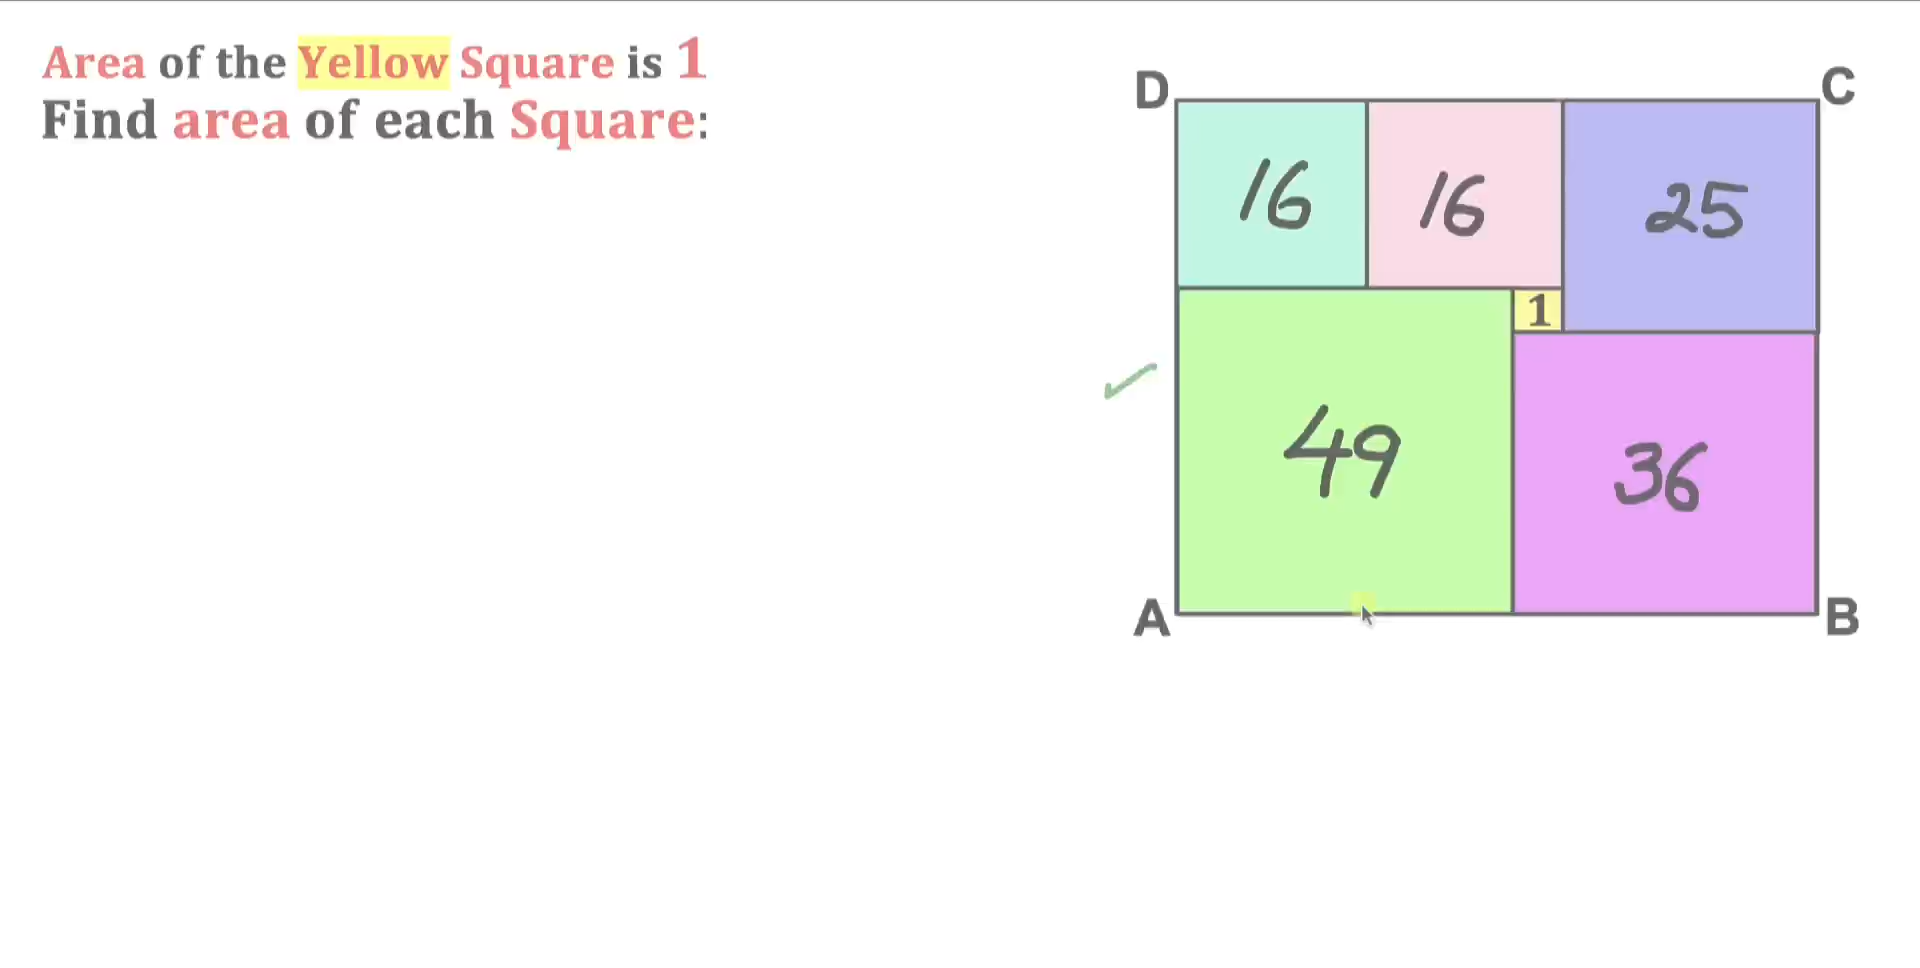 Area of the Yellow Square is 1
Find area of each Square:
D
C
16
16
25
1
49
36
A
B